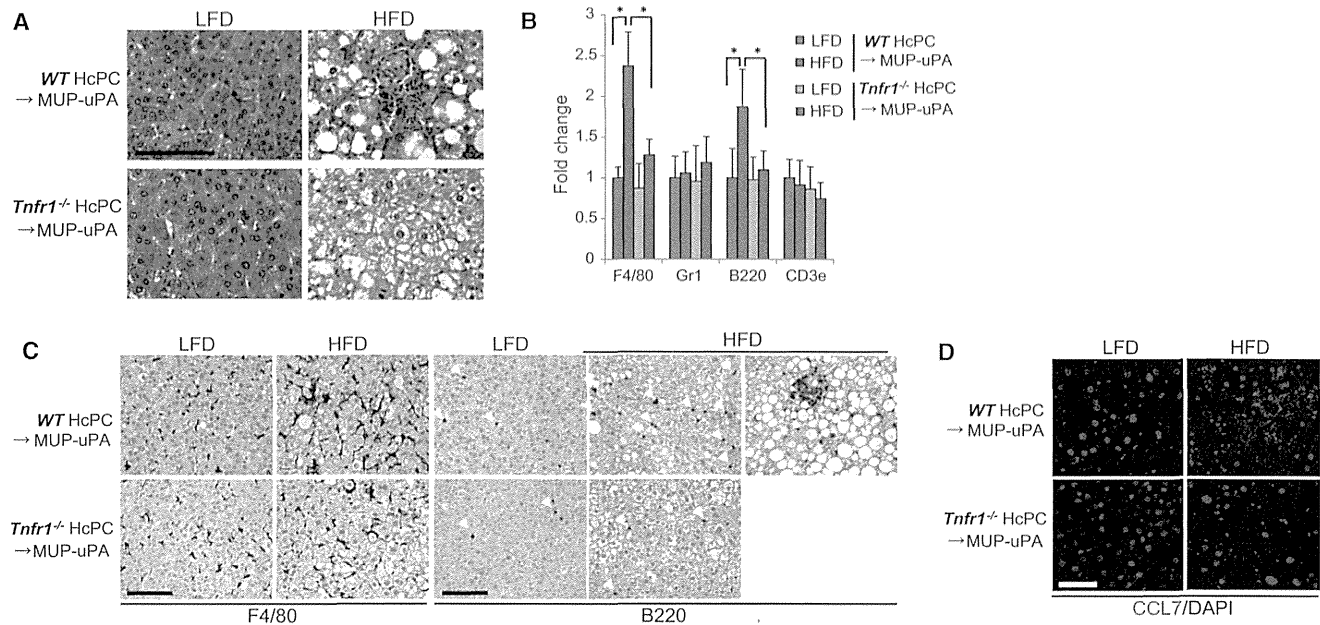 A
LFD
HFD
WT HcPC
→ MUP-uPA
Tnfr1-/- HcPC
→MUP-uPA
B
Fold change
3
2.5
2
1.5
1
0.5
0
* *
* *
F4/80
Gr1
B220
CD3e
LFD
HFD
WT HcPC
→ MUP-uPA
LFD
HFD
Tnfr1-/- HcPC
→ MUP-uPA
C
LFD
HFD
LFD
HFD
WT HcPC
→ MUP-uPA
Tnfr1-/- HcPC
→MUP-uPA
F4/80
B220
D
LFD
HFD
WT HcPC
→ MUP-uPA
Tnfr1-/- HcPC
→MUP-uPA
CCL7/DAPI